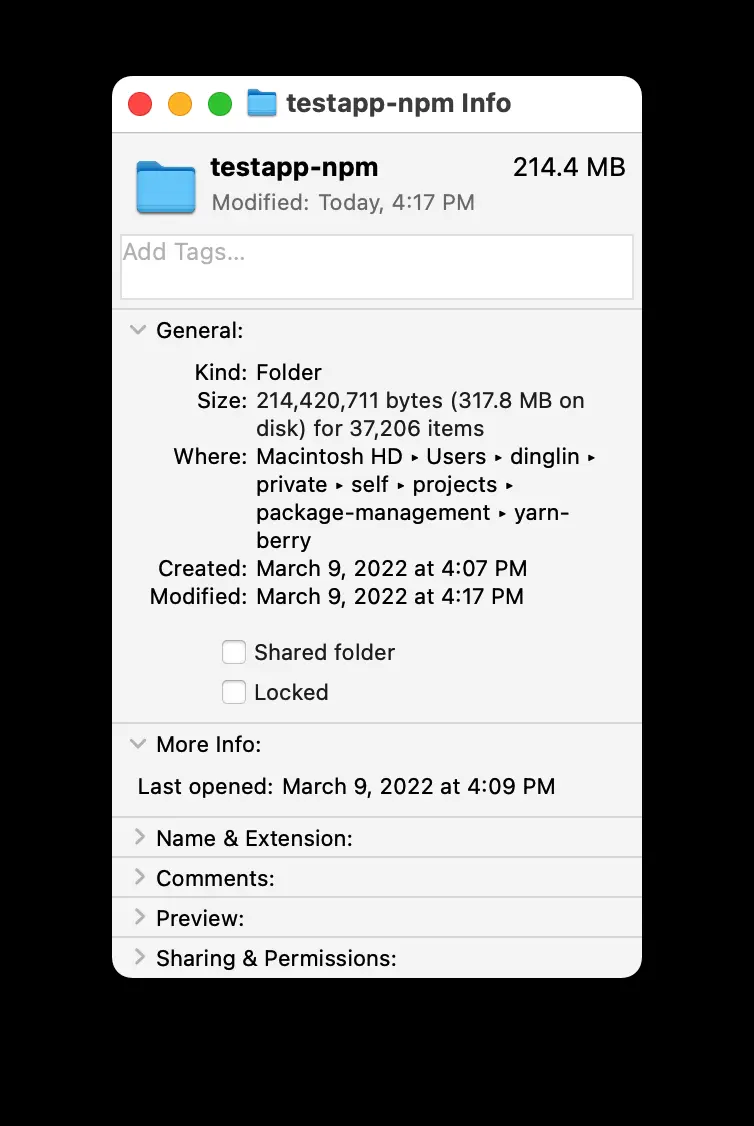 testapp-npm Info
testapp-npm 214.4 MB
Modified: Today, 4:17 PM
Add Tags...
General:
Kind: Folder
Size: 214,420,711 bytes (317.8 MB on
disk) for 37,206 items
Where: Macintosh HD ▸ Users ▸ dinglin ▸
private ▸ self ▸ projects ▸
package-management ▸ yarn-
berry
Created: March 9, 2022 at 4:07 PM
Modified: March 9, 2022 at 4:17 PM
Shared folder
Locked
More Info:
Last opened: March 9, 2022 at 4:09 PM
Name & Extension:
Comments:
Preview:
Sharing & Permissions: